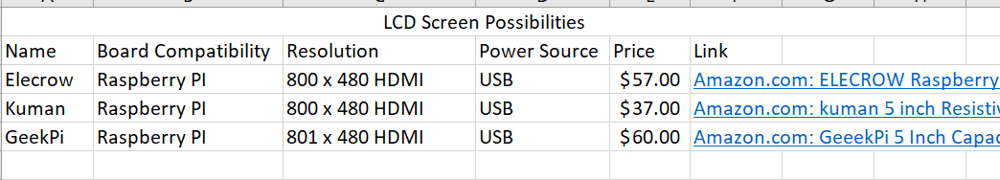 LCD Screen Possibilities
Name Board Compatibility Resolution Power Source Price Link
Elecrow Raspberry PI 800 x 480 HDMI USB $57.00 Amazon.com: ELECROW Raspberry
Kuman Raspberry PI 800 x 480 HDMI USB $37.00 Amazon.com: kuman 5 inch Resistiv
GeekPi Raspberry PI 801 x 480 HDMI USB $60.00 Amazon.com: GeeekPi 5 Inch Capac